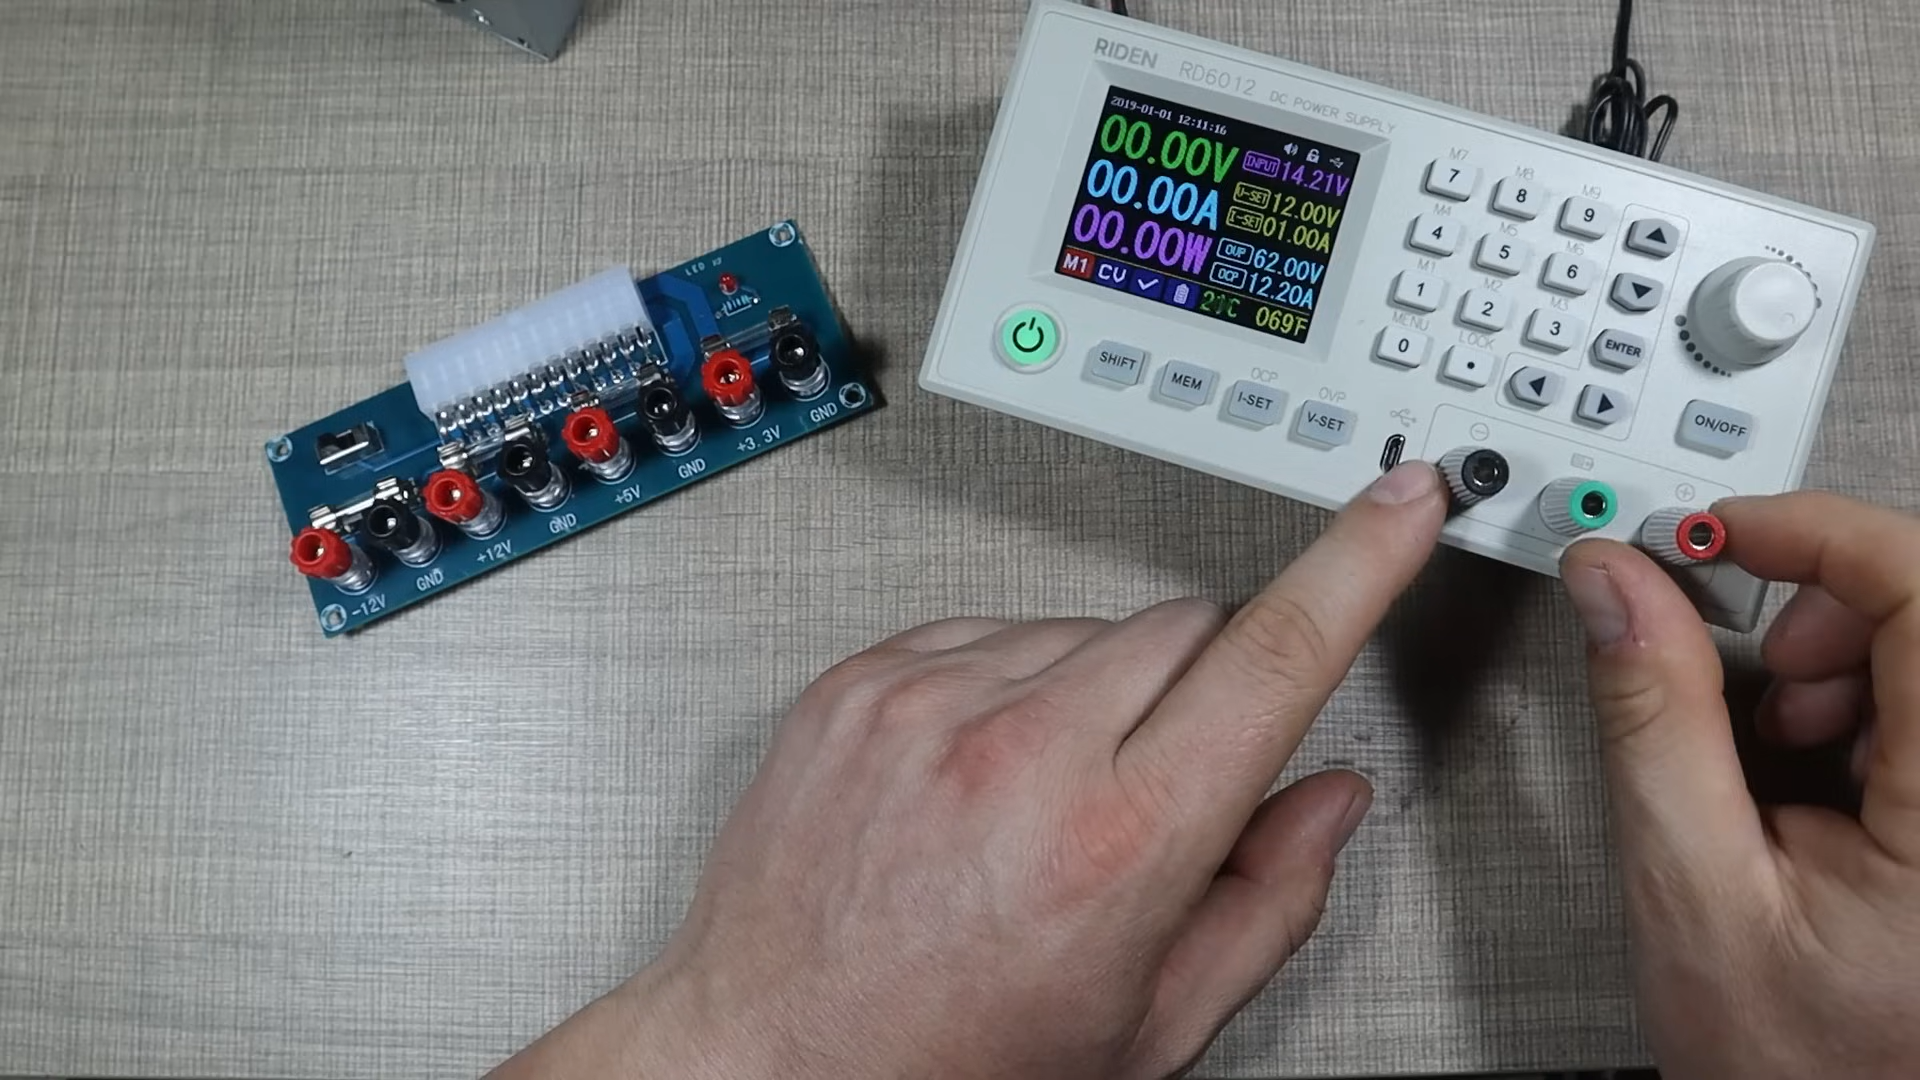 RIDEN RD6012 DC POWER SUPPLY
2019-01-01 12:11:16
00.00V
INPUT 14.21V
00.00A
U-SET 12.00V
I-SET 01.00A
00.00W
OVP 62.00V
OCP 12.20A
M1 CV
069℉
M7 M8 M9
7 8 9
M4 M5 M6
4 5 6
M1 M2 M3
1 2 3
MENU LOCK
0 .
ENTER
SHIFT MEM
OCP
I-SET
OVP
V-SET
ON/OFF
LED
-12V GND +12V GND +5V GND +3.3V GND